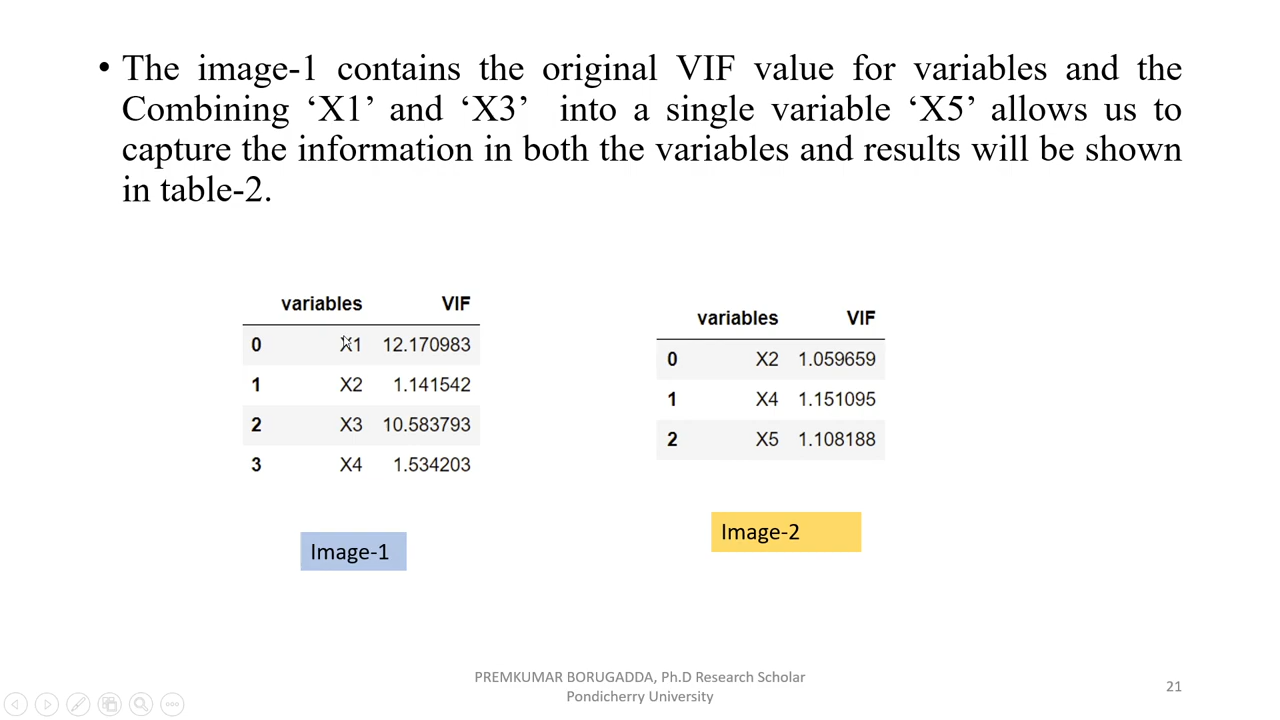 • The image-1 contains the original VIF value for variables and the
Combining ‘X1’ and ‘X3’ into a single variable ‘X5’ allows us to
capture the information in both the variables and results will be shown
in table-2.
variables VIF
0 X1 12.170983
1 X2 1.141542
2 X3 10.583793
3 X4 1.534203
Image-1
variables VIF
0 X2 1.059659
1 X4 1.151095
2 X5 1.108188
Image-2
PREMKUMAR BORUGADDA, Ph.D Research Scholar
Pondicherry University
21